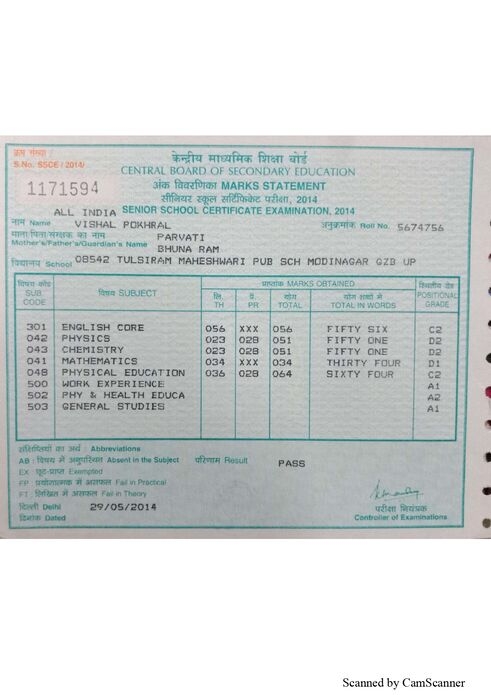 क्रम संख्या /
S.No. SSCE / 2014/
1171594
केन्द्रीय माध्यमिक शिक्षा बोर्ड
CENTRAL BOARD OF SECONDARY EDUCATION
अंक विवरणिका MARKS STATEMENT
सीनियर स्कूल सर्टिफिकेट परीक्षा, 2014
ALL INDIA SENIOR SCHOOL CERTIFICATE EXAMINATION, 2014
नाम Name VISHAL POKHRAL अनुक्रमांक Roll No. 5674756
माता/पिता/संरक्षक का नाम PARVATI
Mother's/Father's/Guardian's Name BHUNA RAM
विद्यालय School 08542 TULSIRAM MAHESHWARI PUB SCH MODINAGAR GZB UP
विषय कोड SUB. CODE विषय SUBJECT प्राप्तांक MARKS OBTAINED स्थितीय ग्रेड POSITIONAL GRADE
लि. TH प्रे. PR योग TOTAL योग शब्दों में TOTAL IN WORDS
301 ENGLISH CORE 056 XXX 056 FIFTY SIX C2
042 PHYSICS 023 028 051 FIFTY ONE D2
043 CHEMISTRY 023 028 051 FIFTY ONE D2
041 MATHEMATICS 034 XXX 034 THIRTY FOUR D1
048 PHYSICAL EDUCATION 036 028 064 SIXTY FOUR C2
500 WORK EXPERIENCE A1
502 PHY & HEALTH EDUCA A2
503 GENERAL STUDIES A1
संक्षिप्तियों का अर्थ : Abbreviations
AB : विषय में अनुपस्थित Absent in the Subject परिणाम Result PASS
EX छूट-प्राप्त Exempted
FP प्रयोगात्मक में असफल Fail in Practical
FT लिखित में असफल Fail in Theory
दिल्ली Delhi 29/05/2014 परीक्षा नियंत्रक
दिनांक Dated Controller of Examinations
Scanned by CamScanner